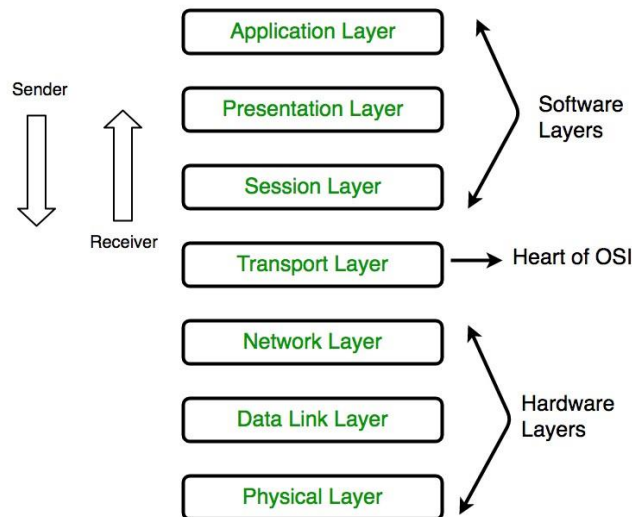 Application Layer
Sender
Presentation Layer
Software
Layers
Session Layer
Receiver
Transport Layer
Heart of OSI
Network Layer
Hardware
Layers
Data Link Layer
Physical Layer